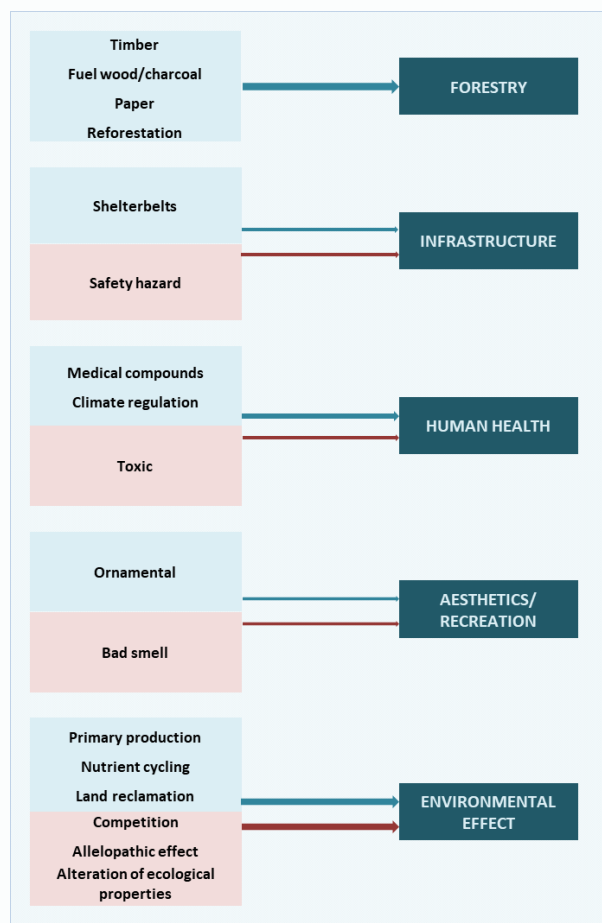 Timber
Fuel wood/charcoal
Paper
Reforestation
FORESTRY
Shelterbelts
Safety hazard
INFRASTRUCTURE
Medical compounds
Climate regulation
Toxic
HUMAN HEALTH
Ornamental
Bad smell
AESTHETICS/
RECREATION
Primary production
Nutrient cycling
Land reclamation
Competition
Allelopathic effect
Alteration of ecological
properties
ENVIRONMENTAL
EFFECT